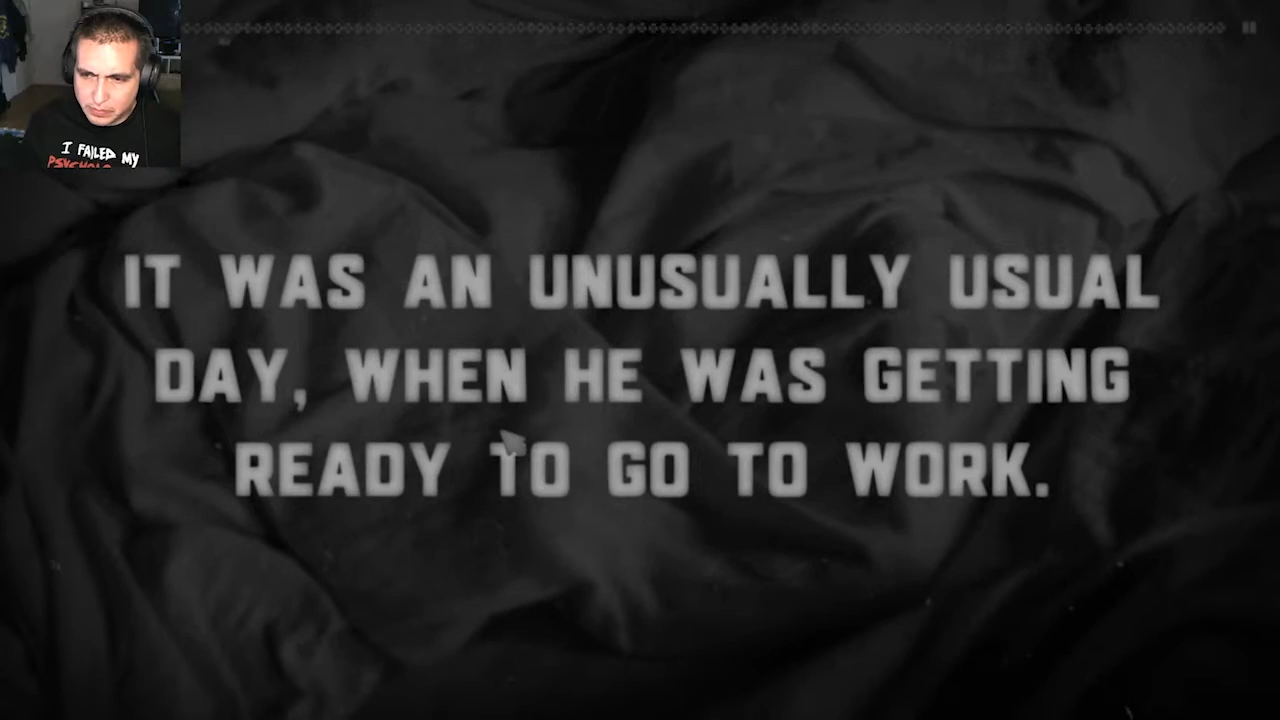 I FAILED MY
IT WAS AN UNUSUALLY USUAL
DAY, WHEN HE WAS GETTING
READY TO GO TO WORK.